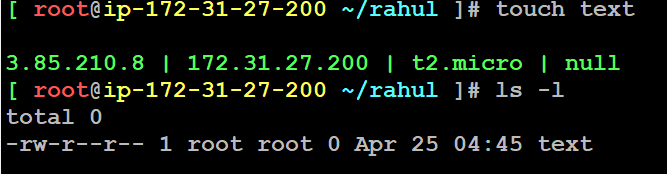 [ root@ip-172-31-27-200 ~/rahul ]# touch text
3.85.210.8 | 172.31.27.200 | t2.micro | null
[ root@ip-172-31-27-200 ~/rahul ]# ls -l
total 0
-rw-r--r-- 1 root root 0 Apr 25 04:45 text